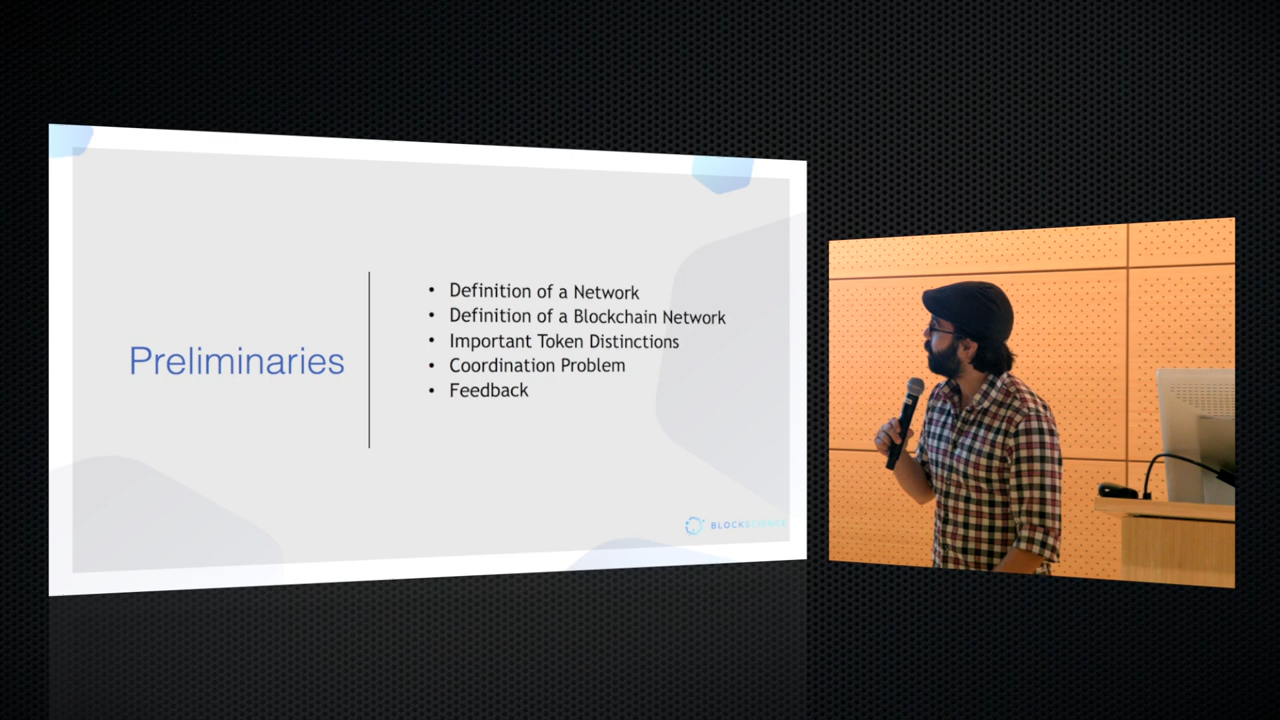 Preliminaries
• Definition of a Network
• Definition of a Blockchain Network
• Important Token Distinctions
• Coordination Problem
• Feedback
BLOCKSCIENCE